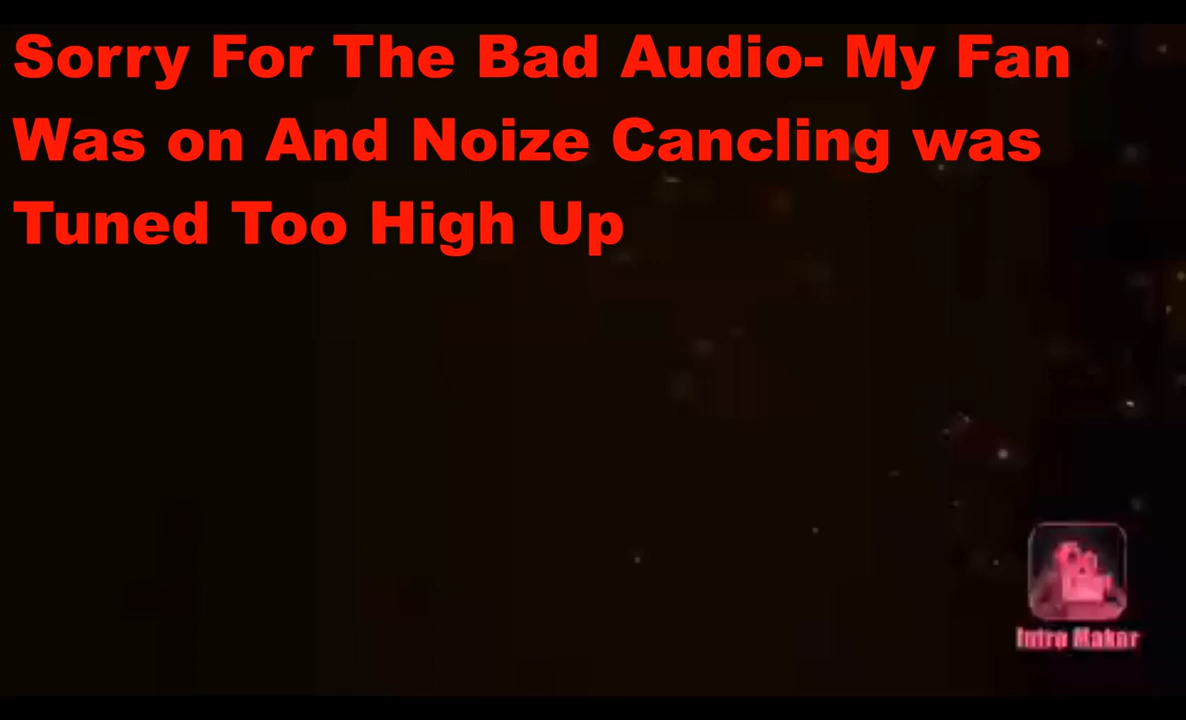 Sorry For The Bad Audio- My Fan
Was on And Noize Cancling was
Tuned Too High Up
Intro Maker